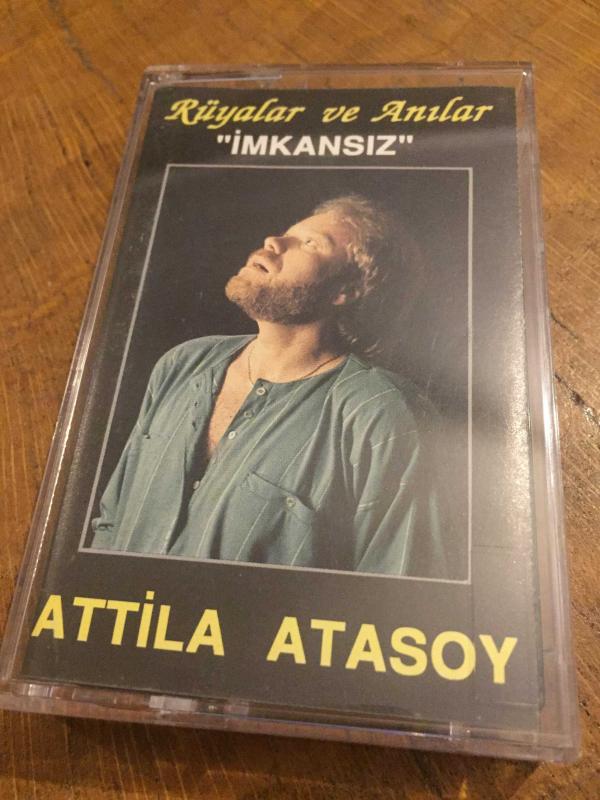 Rüyalar ve Anılar
"İMKANSIZ"
ATTİLA ATASOY